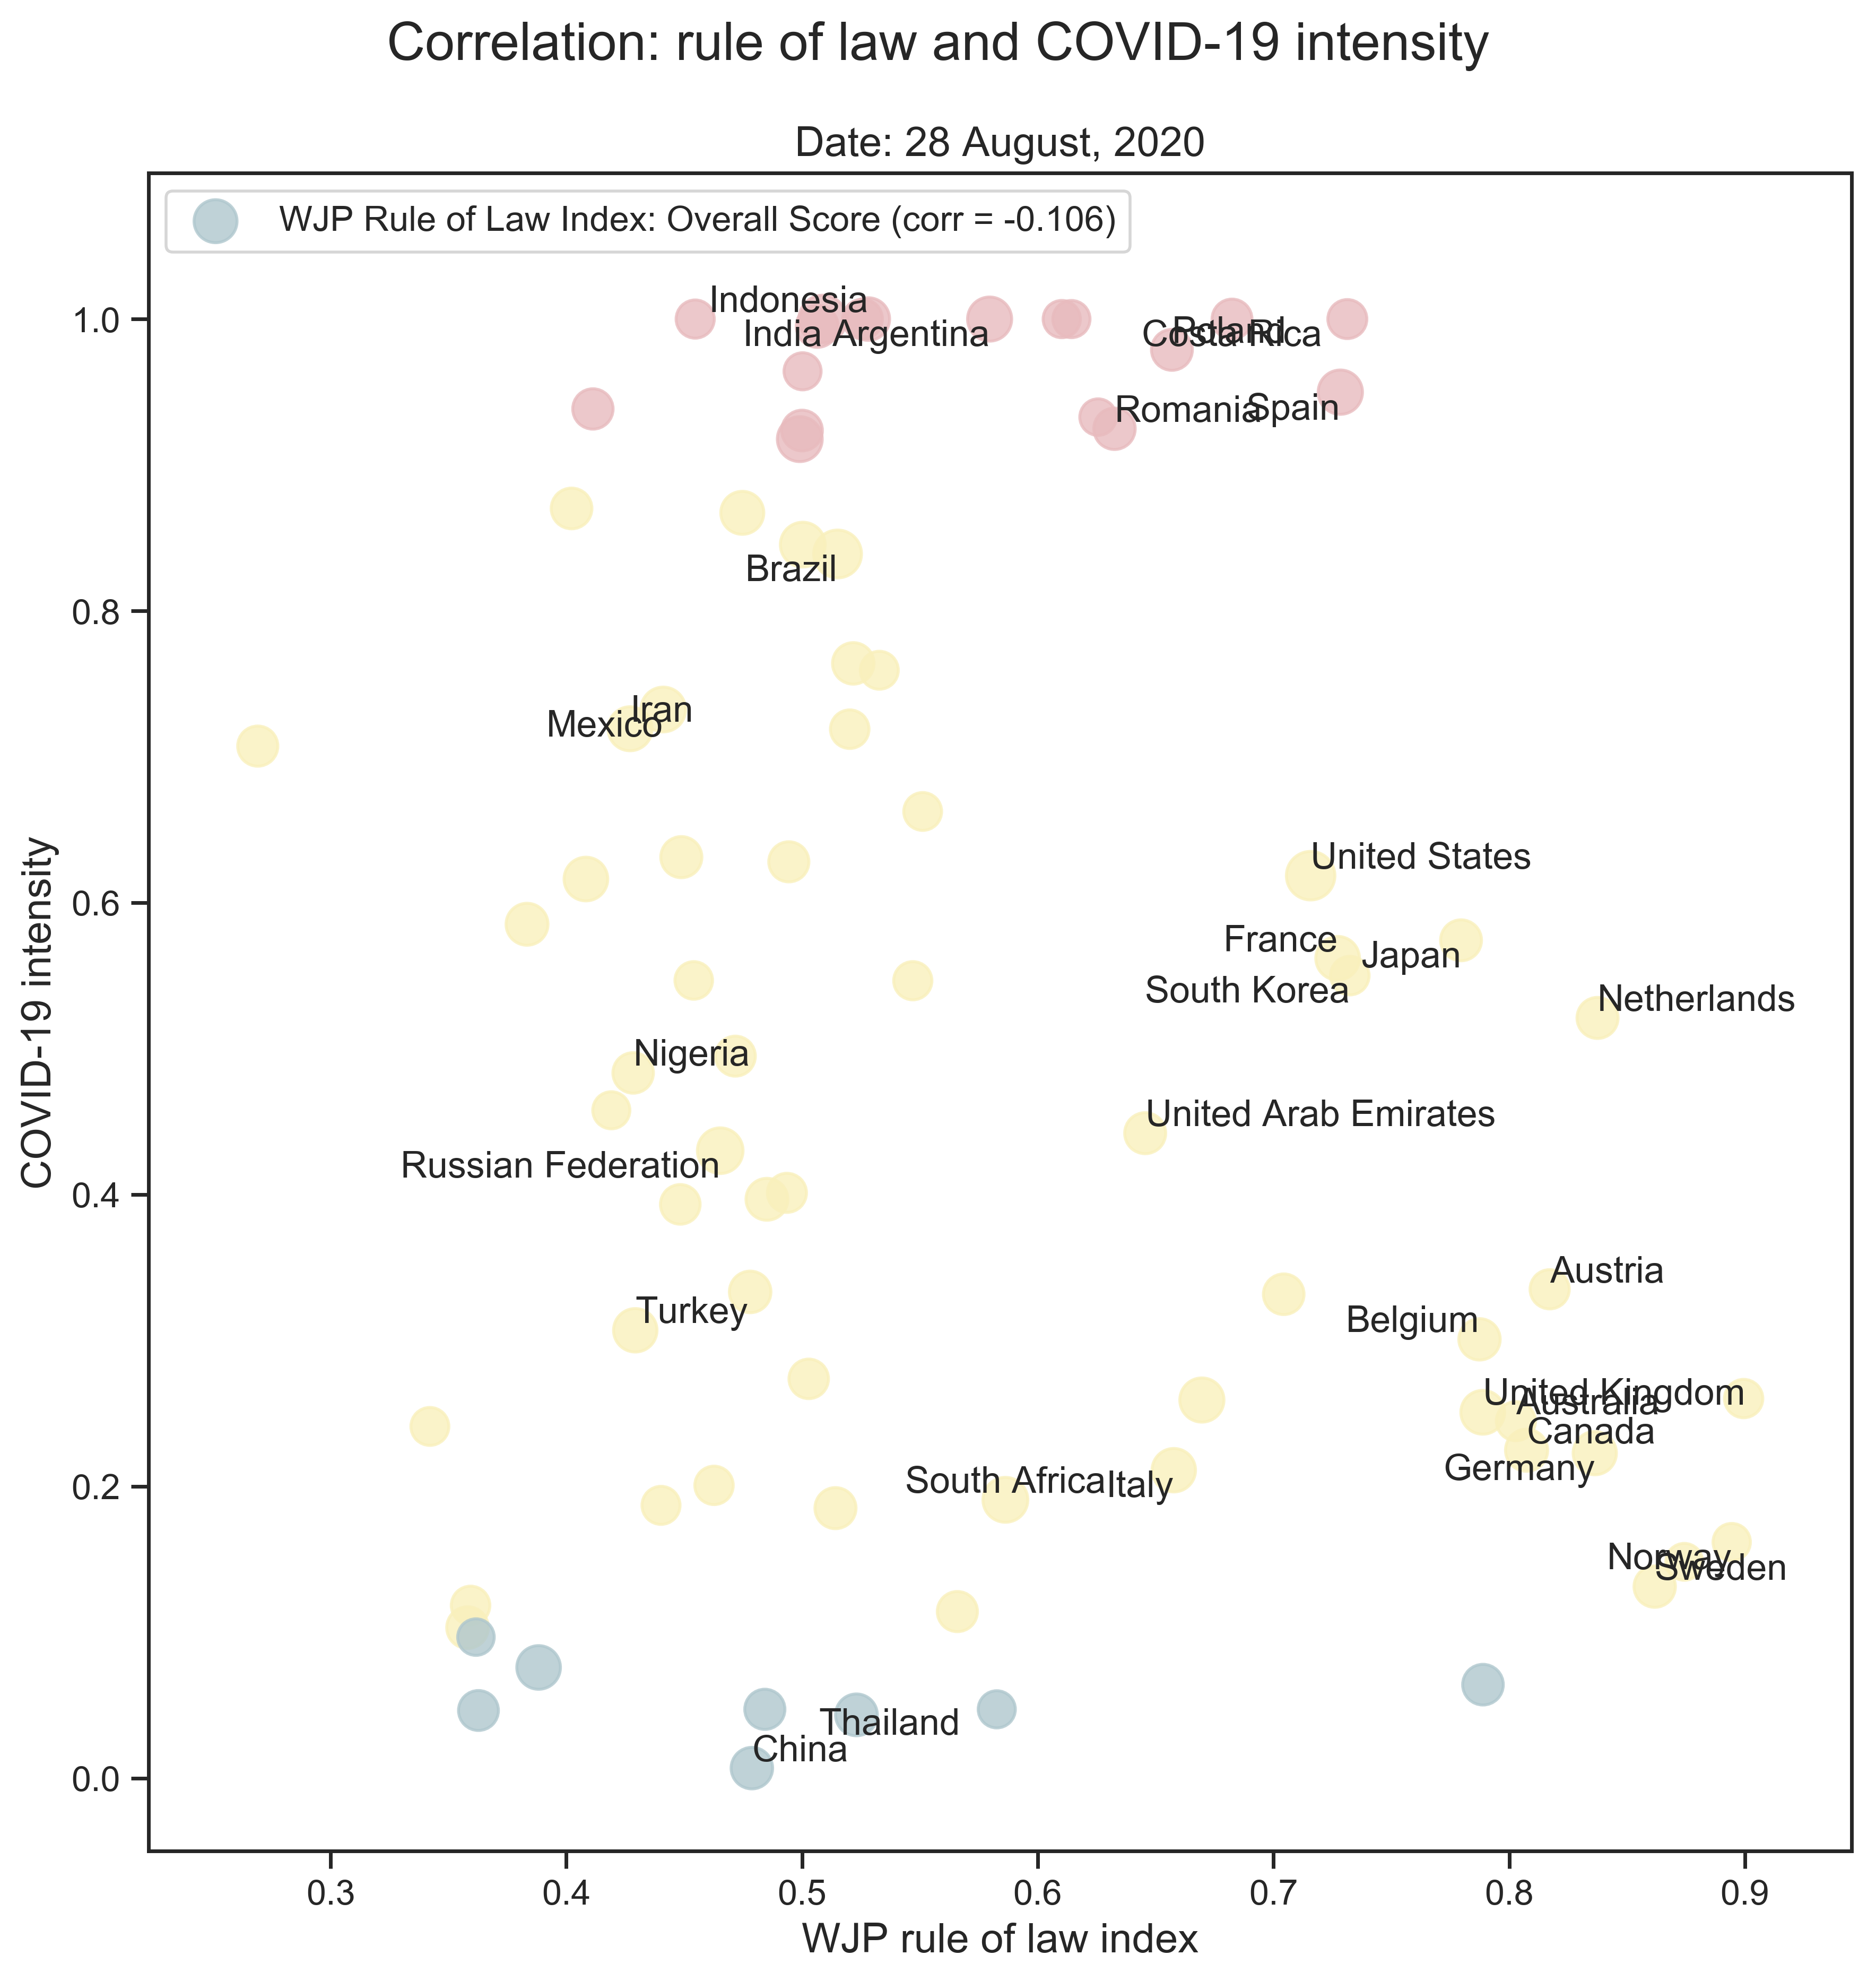 Correlation: rule of law and COVID-19 intensity
Date: 28 August, 2020
WJP Rule of Law Index: Overall Score (corr = -0.106)
Indonesia
India
Argentina
Poland
Costa Rica
Romania
Spain
Brazil
Iran
Mexico
United States
France
Japan
South Korea
Netherlands
Nigeria
United Arab Emirates
Russian Federation
Austria
Turkey
Belgium
United Kingdom
Australia
Canada
Germany
South Africa
Italy
Norway
Sweden
Thailand
China
COVID-19 intensity
1.0
0.8
0.6
0.4
0.2
0.0
0.3 0.4 0.5 0.6 0.7 0.8 0.9
WJP rule of law index